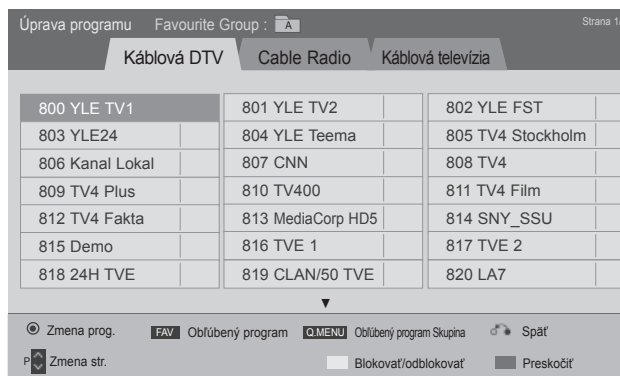 Úprava programu Favourite Group : A Strana 1/
Káblová DTV Cable Radio Káblová televízia
800 YLE TV1 801 YLE TV2 802 YLE FST
803 YLE24 804 YLE Teema 805 TV4 Stockholm
806 Kanal Lokal 807 CNN 808 TV4
809 TV4 Plus 810 TV400 811 TV4 Film
812 TV4 Fakta 813 MediaCorp HD5 814 SNY_SSU
815 Demo 816 TVE 1 817 TVE 2
818 24H TVE 819 CLAN/50 TVE 820 LA7
▼
Zmena prog. FAV Obľúbený program Q.MENU Obľúbený program Skupina Späť
P Zmena str. Blokovať/odblokovať Preskočiť